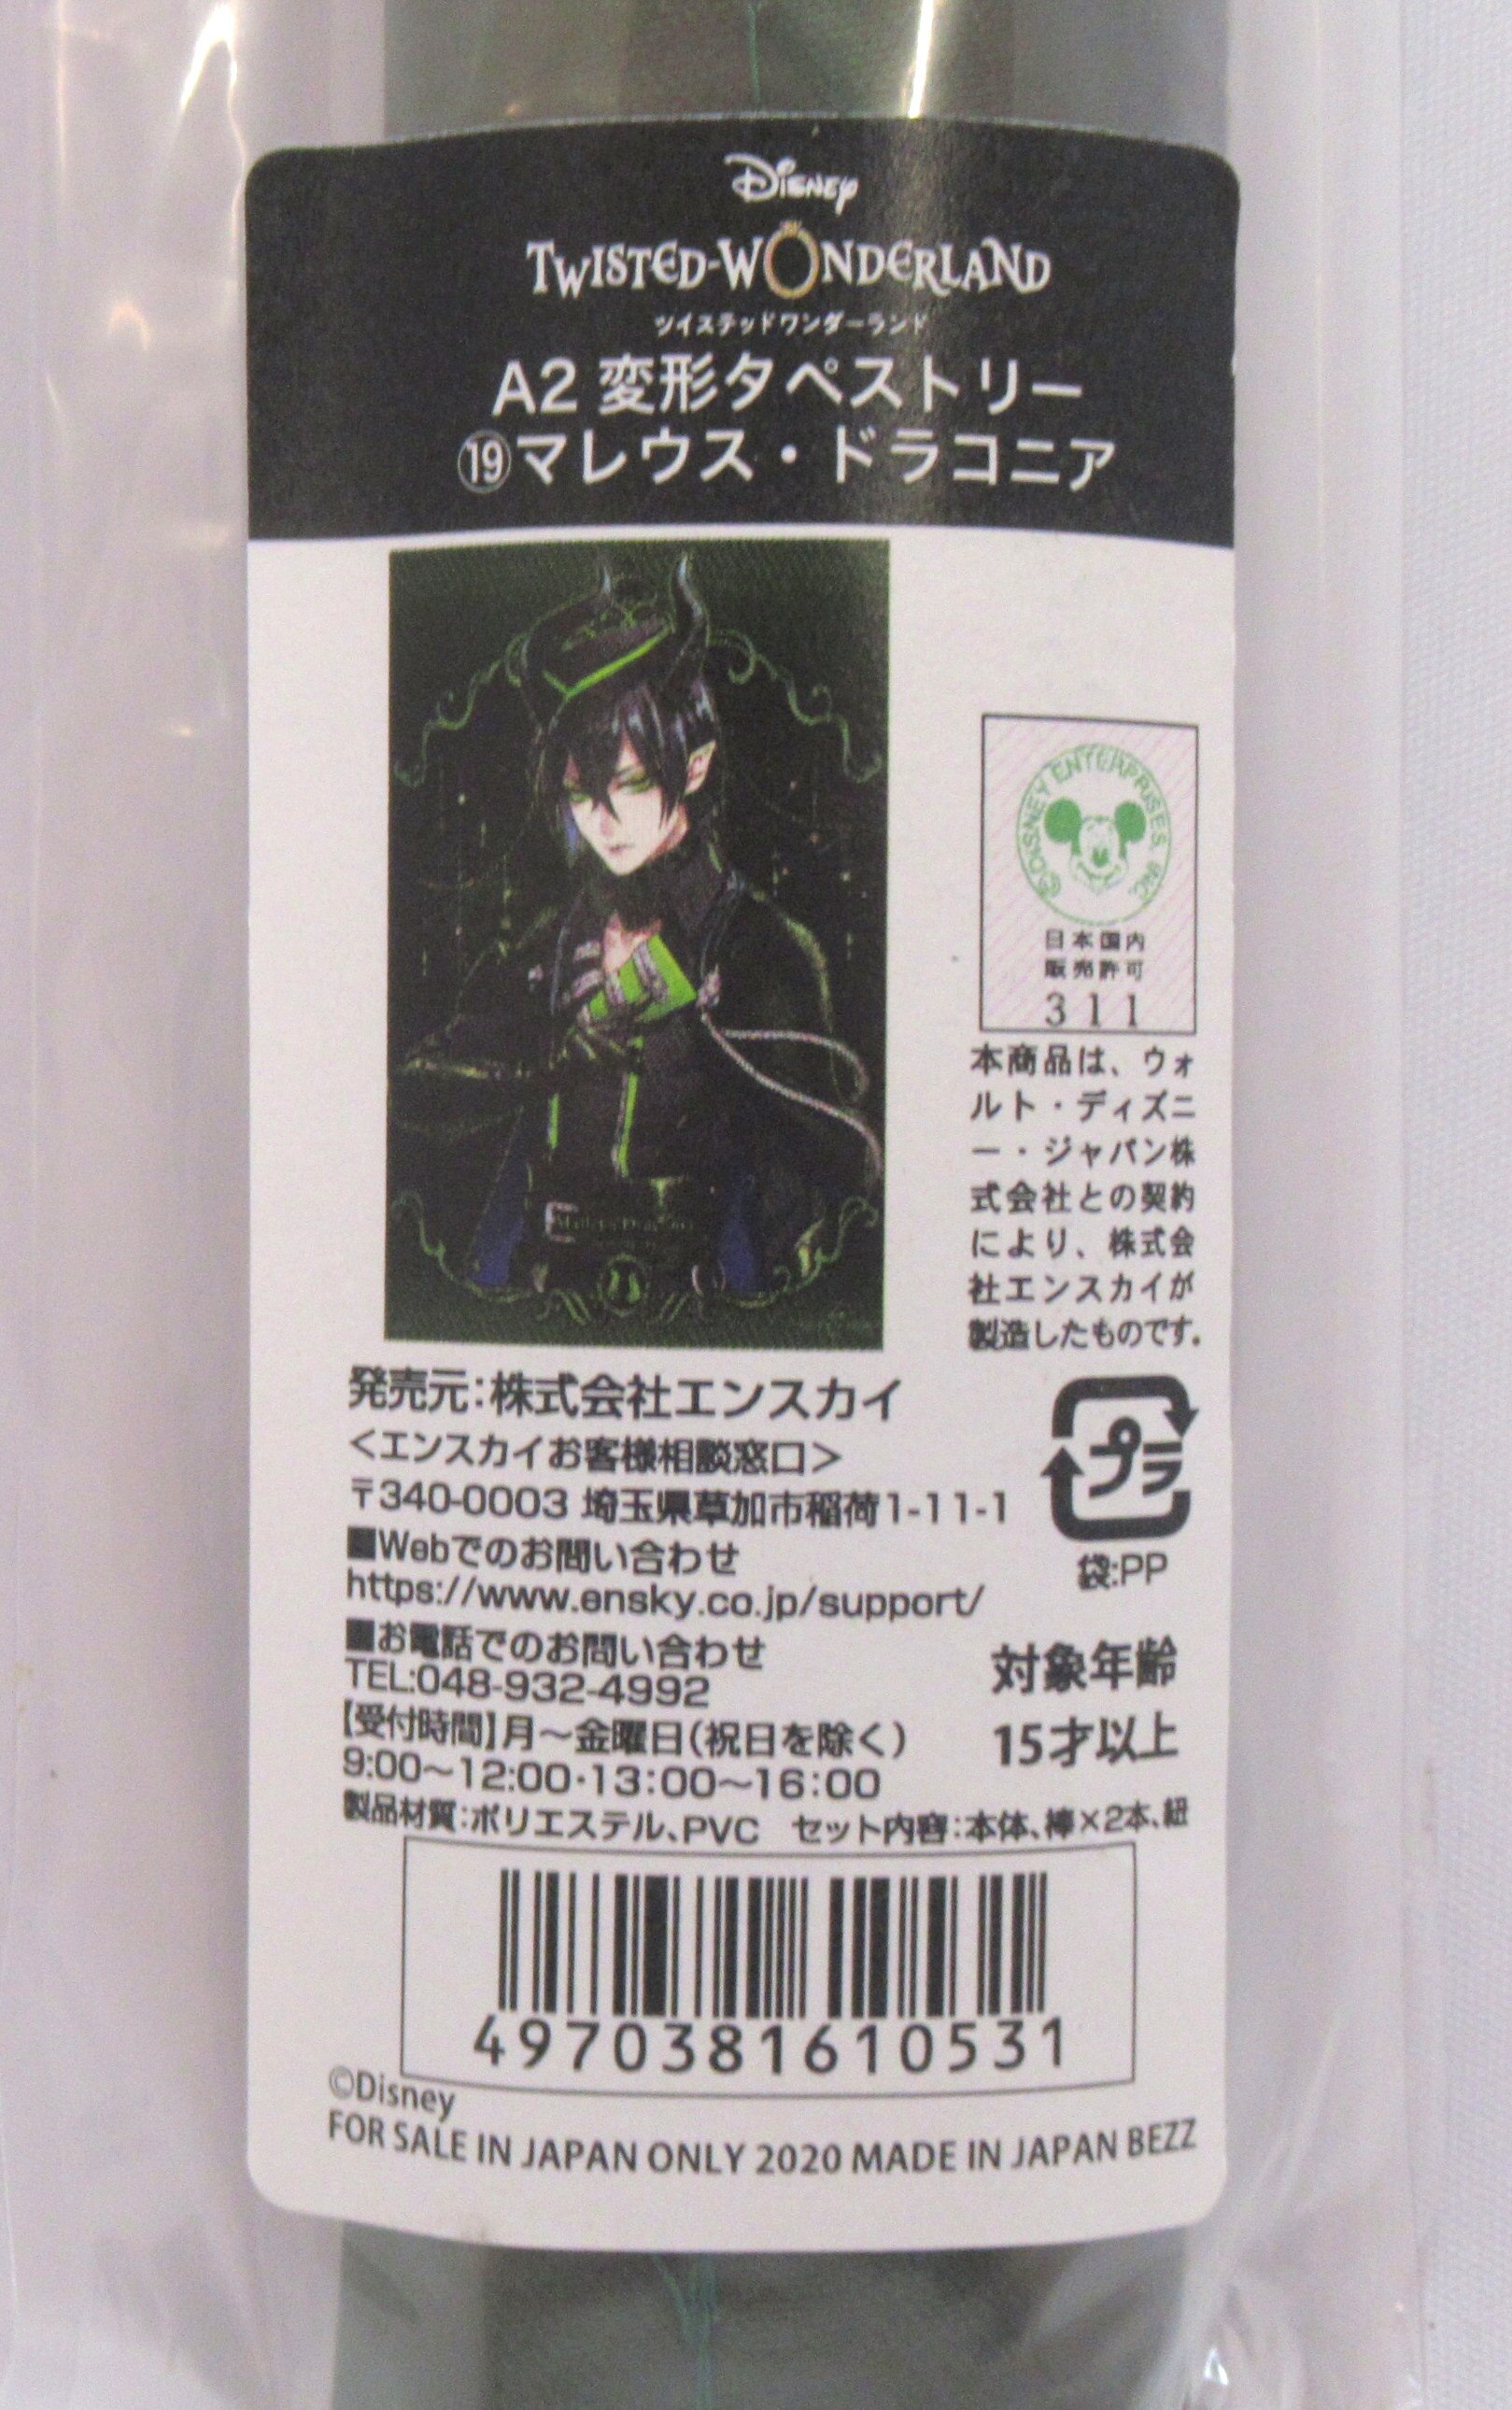 Disney
TWISTED-WONDERLAND
ツイステッドワンダーランド
A2 変形タペストリー
⑲マレウス・ドラコニア
©DISNEY ENTERPRISES, INC.
日本国内
販売許可
311
本商品は、ウォ
ルト・ディズニ
ー・ジャパン株
式会社との契約
により、株式会
社エンスカイが
製造したものです。
発売元:株式会社エンスカイ
<エンスカイお客様相談窓口>
〒340-0003 埼玉県草加市稲荷1-11-1
■Webでのお問い合わせ
https://www.ensky.co.jp/support/
■お電話でのお問い合わせ
TEL:048-932-4992
【受付時間】月～金曜日(祝日を除く)
9:00～12:00・13:00～16:00
プラ
袋:PP
対象年齢
15才以上
製品材質:ポリエステル、PVC セット内容:本体、棒×2本、紐
4970381610531
©Disney
FOR SALE IN JAPAN ONLY 2020 MADE IN JAPAN BEZZ